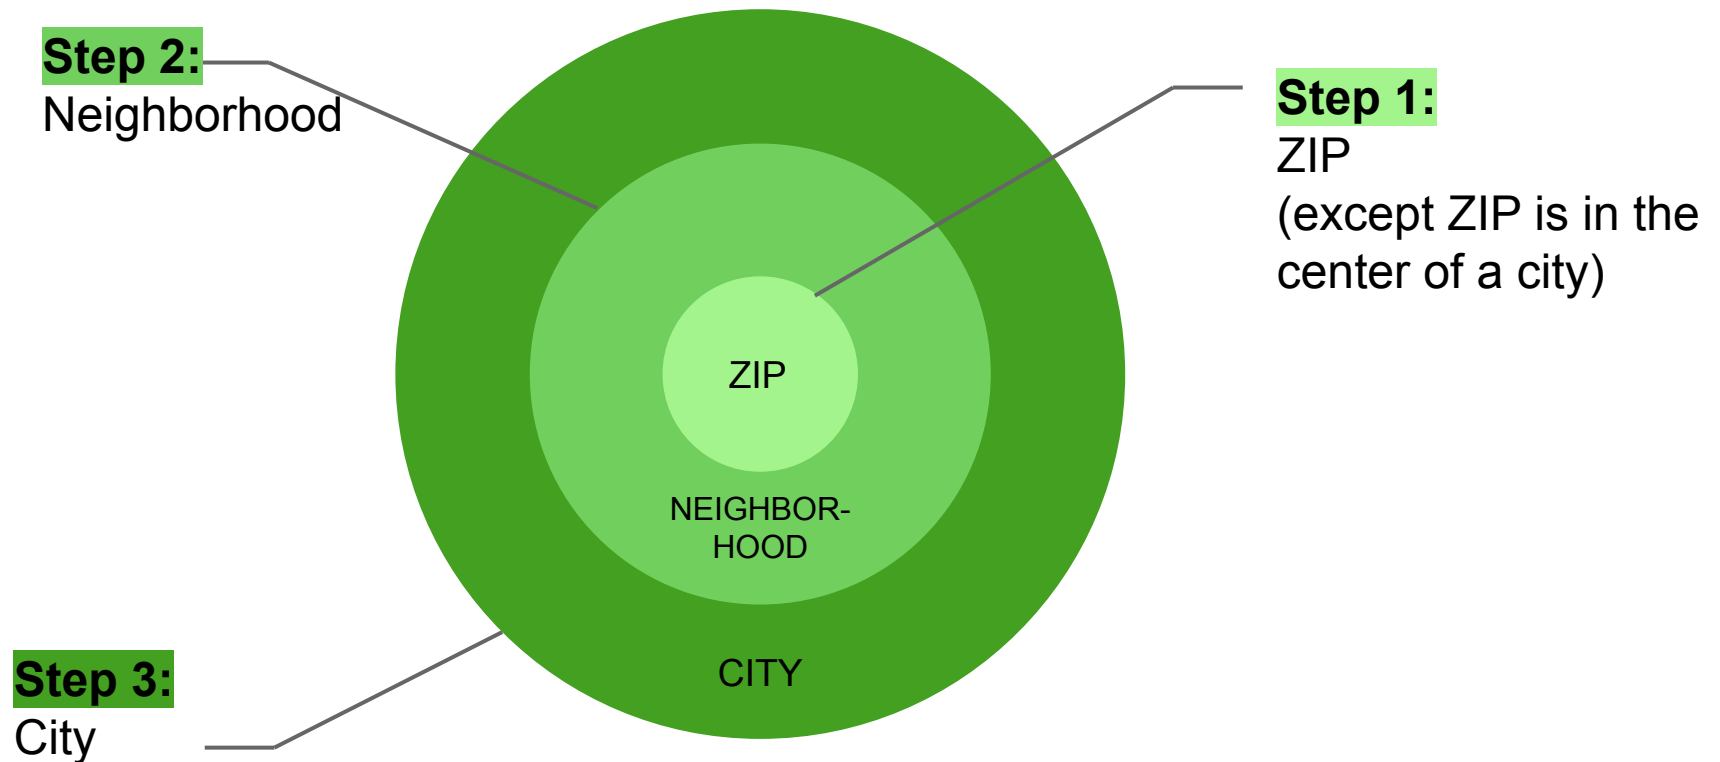 Step 2:
Neighborhood
Step 1:
ZIP
(except ZIP is in the
center of a city)
ZIP
NEIGHBOR-
HOOD
CITY
Step 3:
City